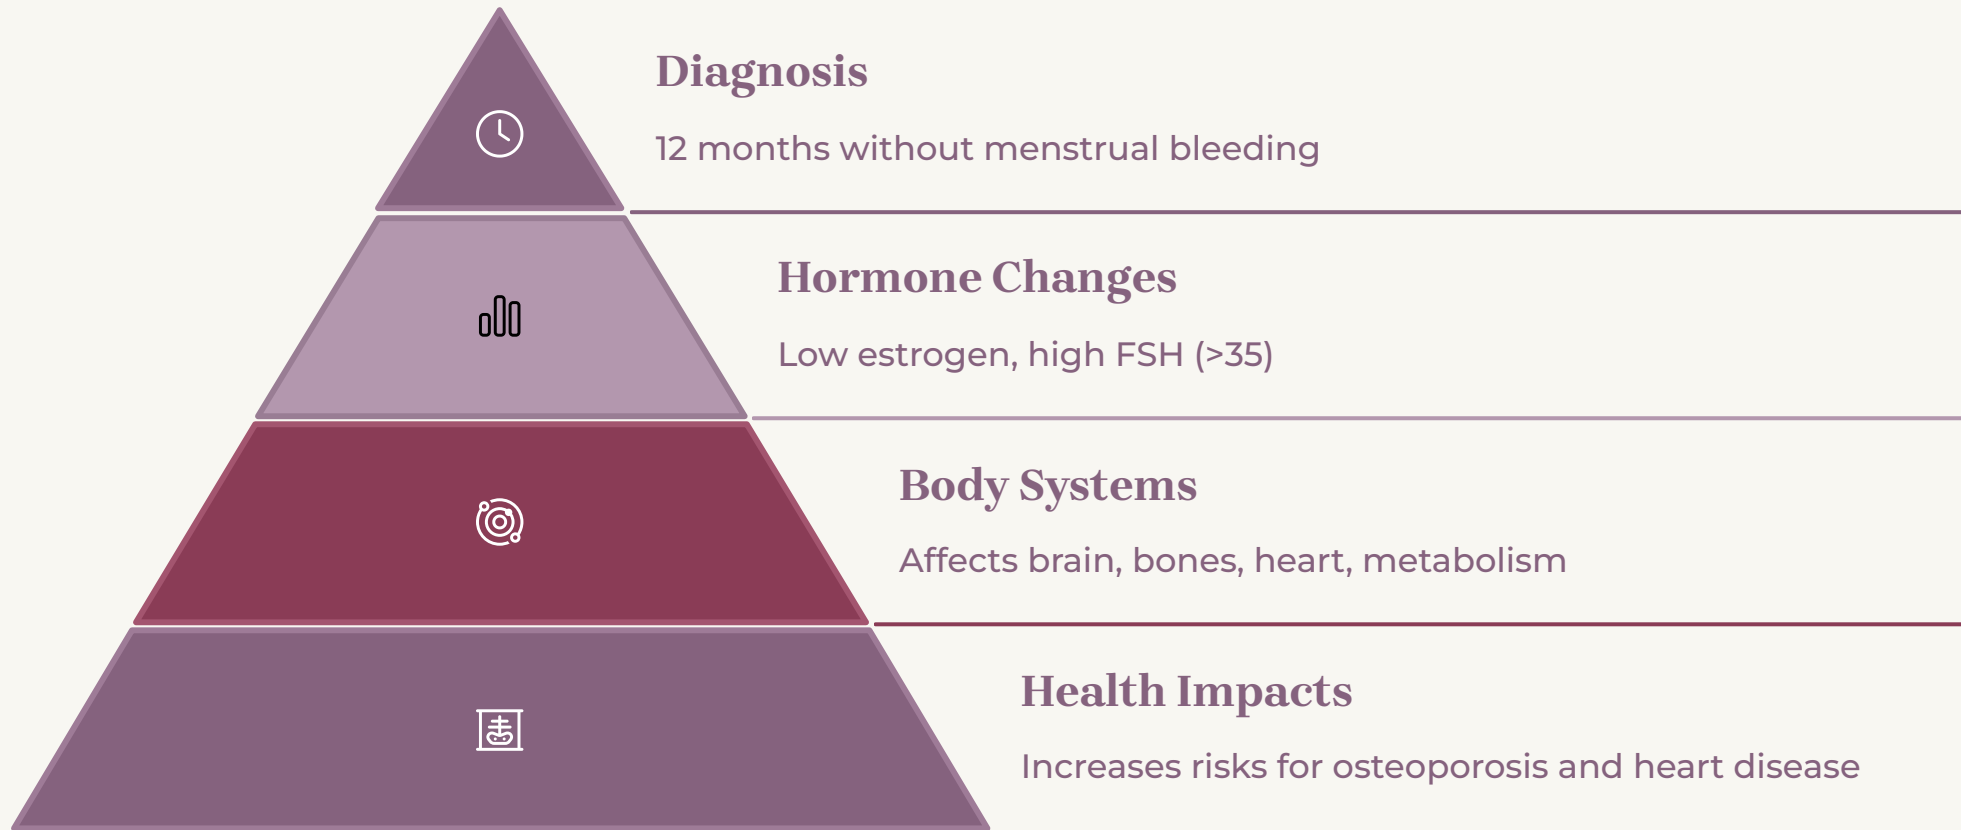 Diagnosis
12 months without menstrual bleeding
Hormone Changes
Low estrogen, high FSH (>35)
Body Systems
Affects brain, bones, heart, metabolism
Health Impacts
Increases risks for osteoporosis and heart disease